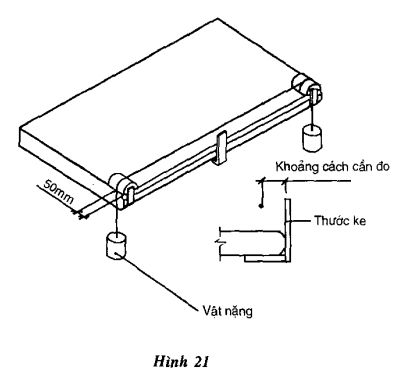 Khoảng cách cần đo
50mm
Thước ke
Vật nặng
Hình 21